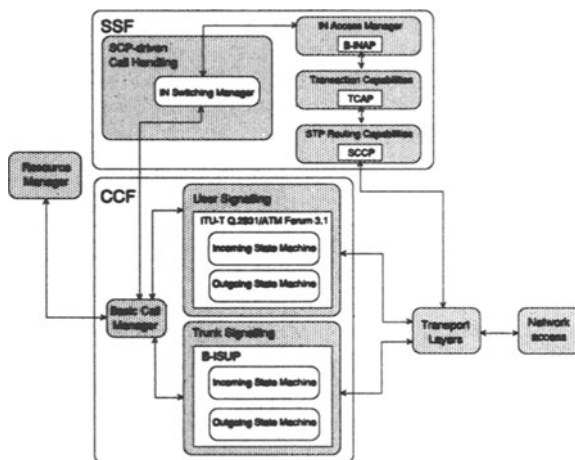 SSF
SCP-driven
Call Handling
IN Switching Manager
IN Access Manager
B-INAP
Transaction Capabilities
TCAP
STP Routing Capabilities
SCCP
Resource
Manager
CCF
User Signalling
ITU-T Q.2931/ATM Forum 3.1
Incoming State Machine
Outgoing State Machine
Basic Call
Manager
Trunk Signalling
B-ISUP
Incoming State Machine
Outgoing State Machine
Transport
Layers
Network
access